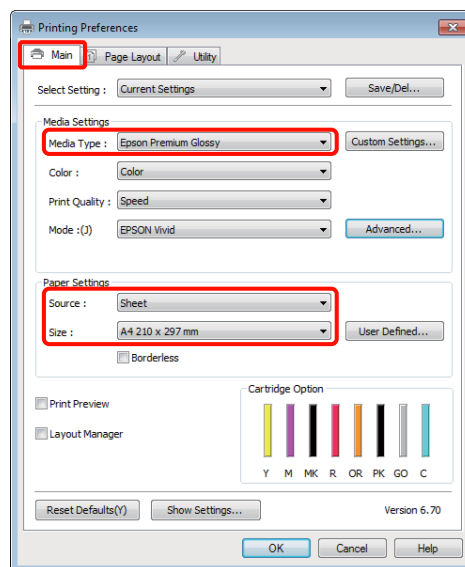 Printing Preferences
Main Page Layout Utility
Select Setting : Current Settings Save/Del...
Media Settings
Media Type : Epson Premium Glossy Custom Settings...
Color : Color
Print Quality : Speed
Mode :(J) EPSON Vivid Advanced...
Paper Settings
Source : Sheet
Size : A4 210 x 297 mm User Defined...
Borderless
Cartridge Option
Print Preview
Layout Manager
Y M MK R OR PK GO C
Reset Defaults(Y) Show Settings... Version 6.70
OK Cancel Help